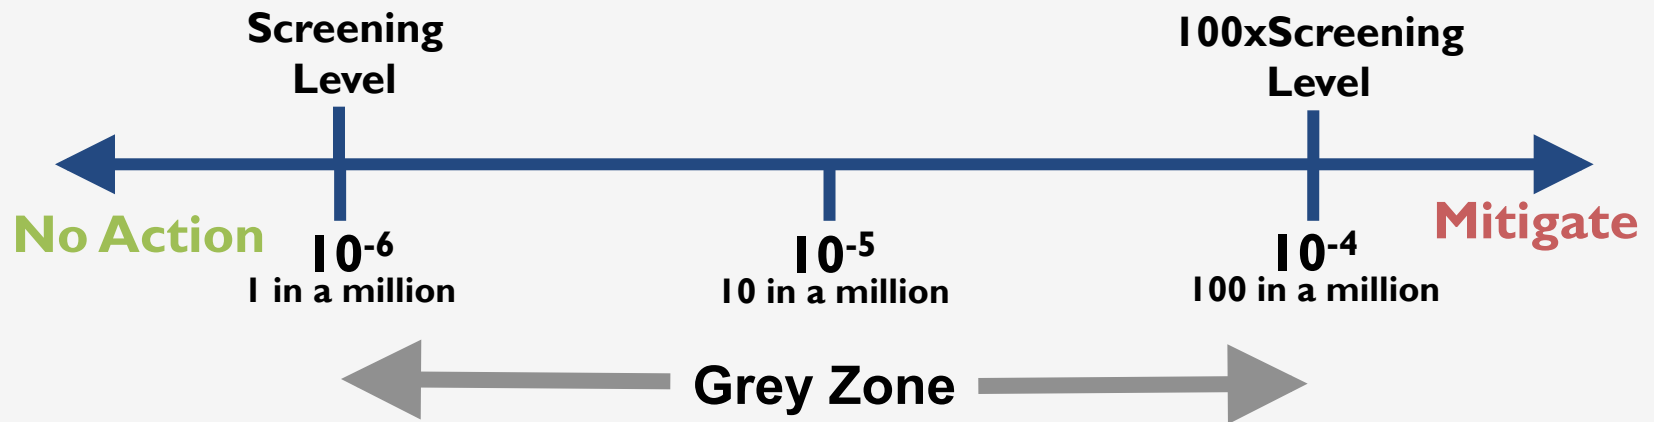 Screening
Level
100xScreening
Level
No Action
Mitigate
10⁻⁶
1 in a million
10⁻⁵
10 in a million
10⁻⁴
100 in a million
Grey Zone